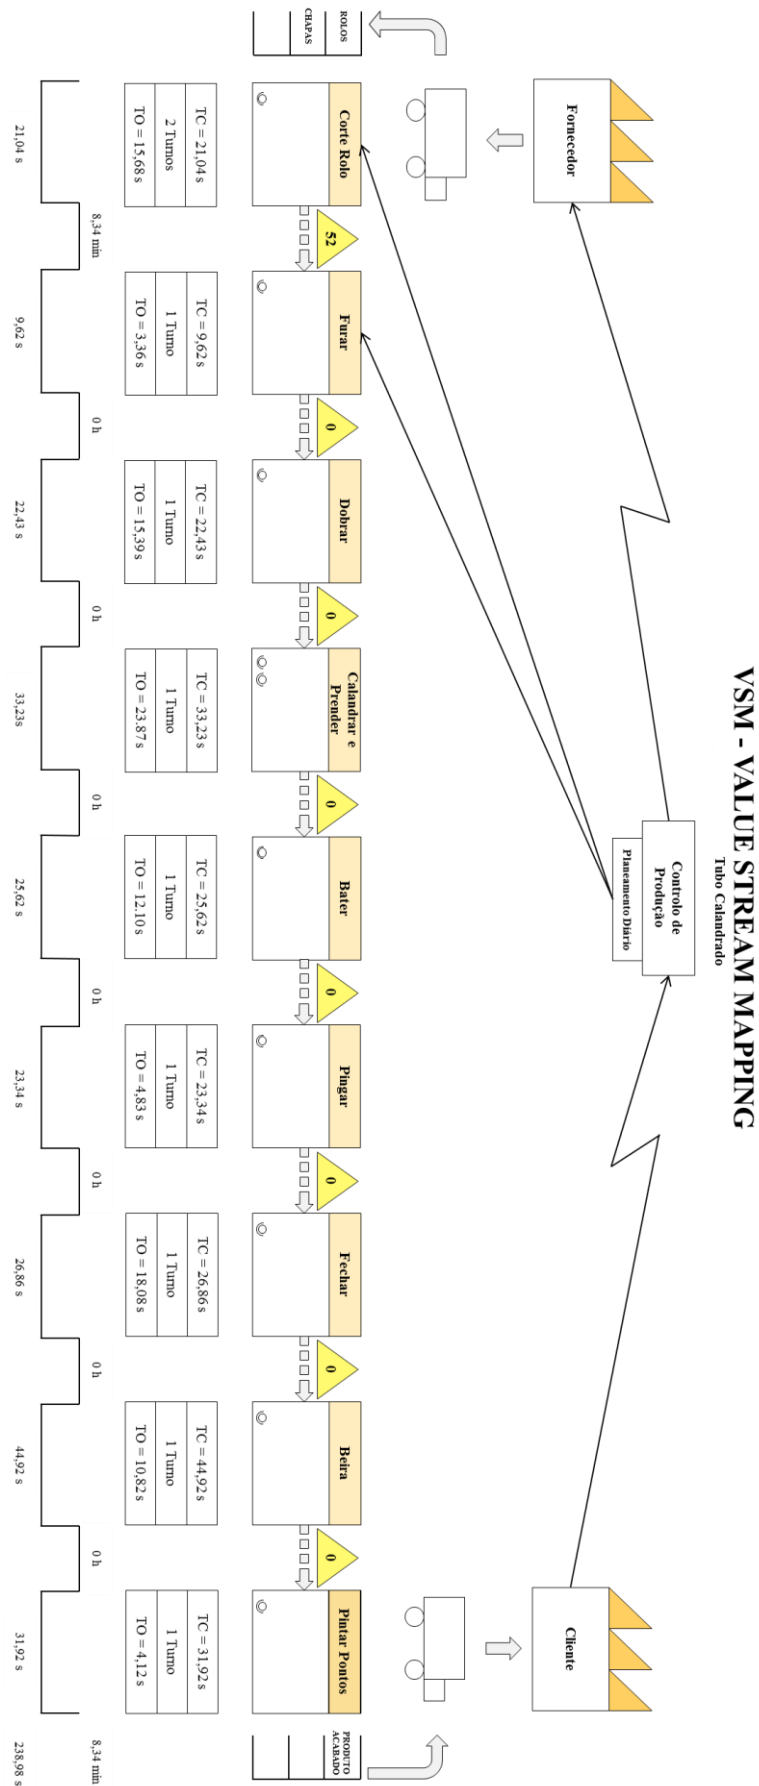 VSM - VALUE STREAM MAPPING
Tubo Calandrado
Fornecedor
Controlo de
Produção
Planeamento Diário
Cliente
ROLOS
CHAPAS
Corte Rolo
52
Furar
0
Dobrar
0
Calandrar e
Prender
0
Bater
0
Pingar
0
Fechar
0
Beira
0
Pintar Pontos
PRODUTO
ACABADO
TC = 21,04 s
2 Turnos
TO = 15,68 s
TC = 9,62 s
1 Turno
TO = 3,36 s
TC = 22,43 s
1 Turno
TO = 15,39 s
TC = 33,23 s
1 Turno
TO = 23.87 s
TC = 25,62 s
1 Turno
TO = 12.10 s
TC = 23,34 s
1 Turno
TO = 4,83 s
TC = 26,86 s
1 Turno
TO = 18,08 s
TC = 44,92 s
1 Turno
TO = 10,82 s
TC = 31,92 s
1 Turno
TO = 4,12 s
21,04 s
8,34 min
9,62 s
0 h
22,43 s
0 h
33,23s
0 h
25,62 s
0 h
23,34 s
0 h
26,86 s
0 h
44,92 s
0 h
31,92 s
8,34 min
238,98 s